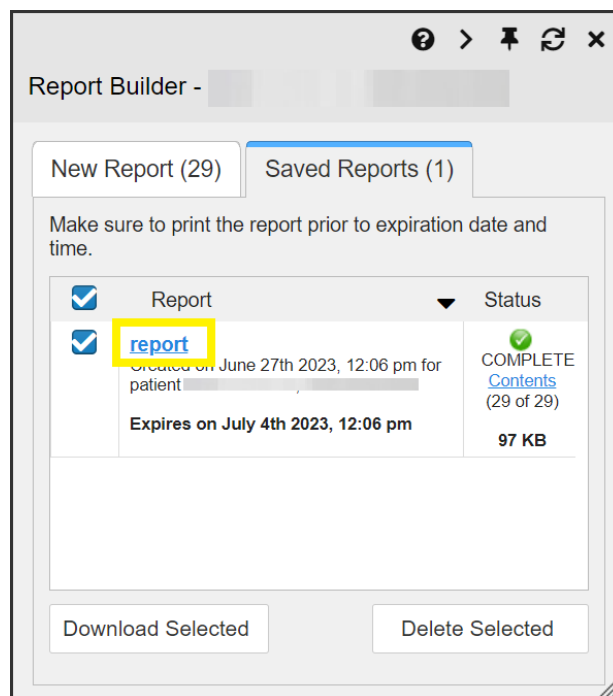 Report Builder -
New Report (29)
Saved Reports (1)
Make sure to print the report prior to expiration date and
time.
Report
Status
report
Created on June 27th 2023, 12:06 pm for
patient
Expires on July 4th 2023, 12:06 pm
COMPLETE
Contents
(29 of 29)
97 KB
Download Selected
Delete Selected